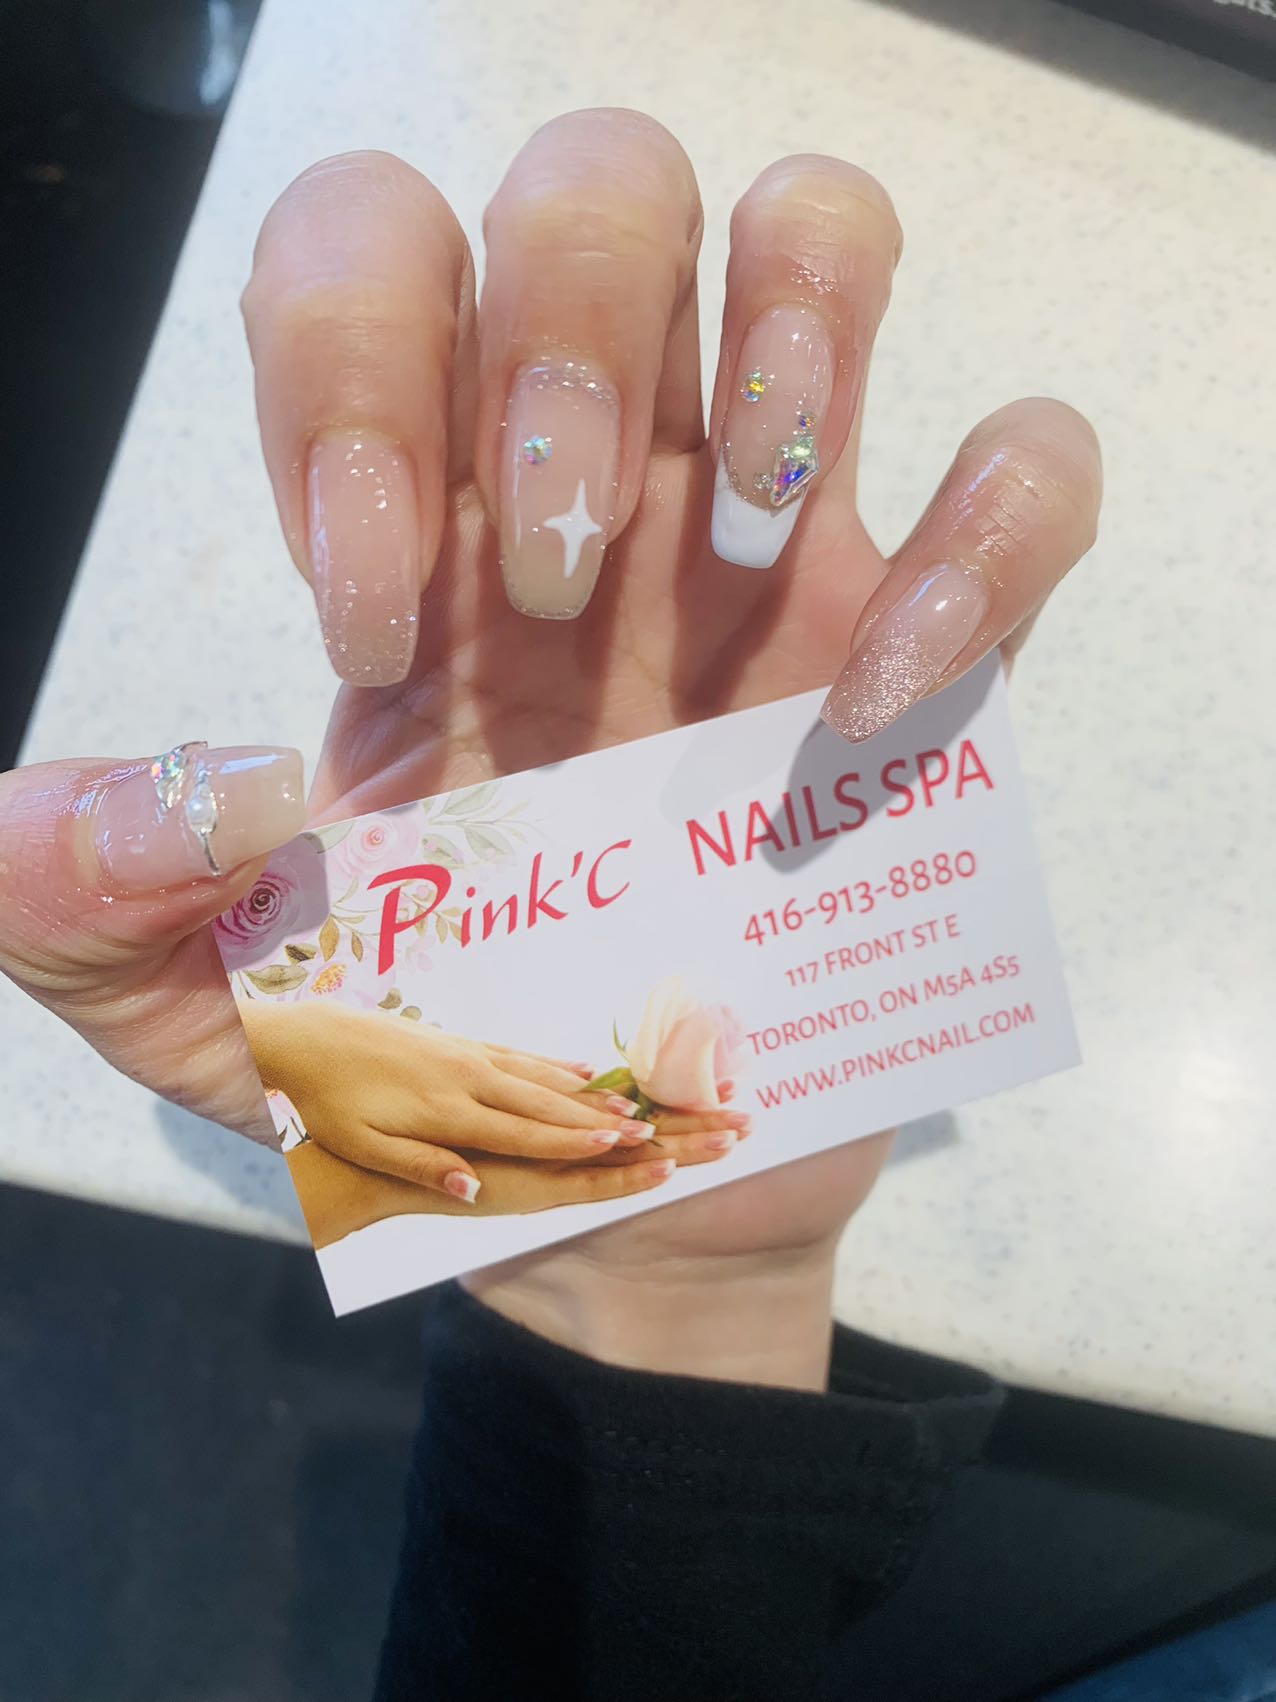 Pink'C NAILS SPA
416-913-8880
117 FRONT ST E
TORONTO, ON M5A 4S5
WWW.PINKCNAIL.COM